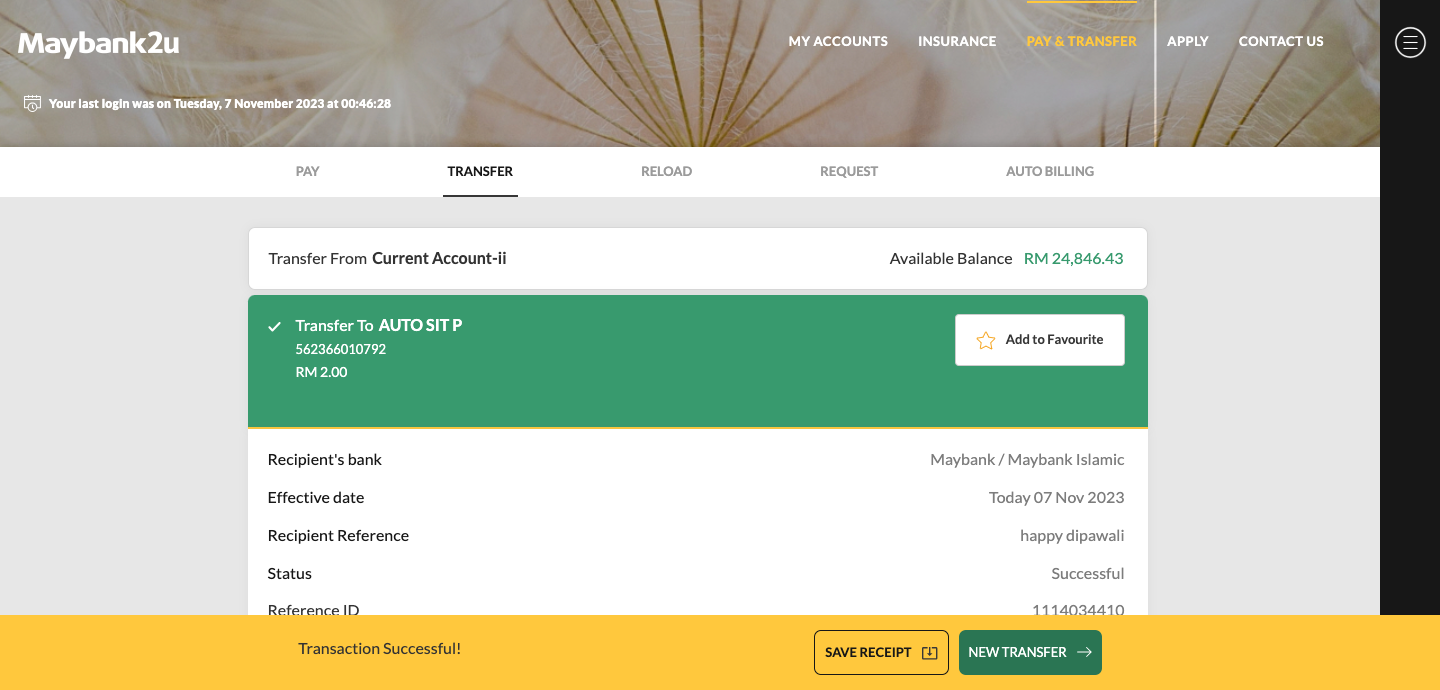 Maybank2u
MY ACCOUNTS INSURANCE PAY & TRANSFER APPLY CONTACT US
Your last login was on Tuesday, 7 November 2023 at 00:46:28
PAY TRANSFER RELOAD REQUEST AUTO BILLING
Transfer From Current Account-ii Available Balance RM 24,846.43
Transfer To AUTO SIT P
562366010792
RM 2.00
Add to Favourite
Recipient's bank Maybank / Maybank Islamic
Effective date Today 07 Nov 2023
Recipient Reference happy dipawali
Status Successful
Reference ID 1114034410
Transaction Successful! SAVE RECEIPT NEW TRANSFER